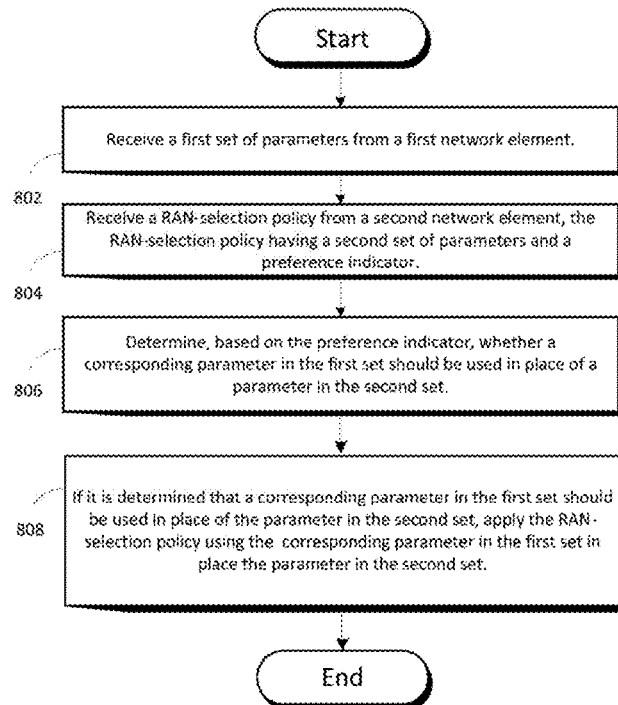 Start
Receive a first set of parameters from a first network element.
802
Receive a RAN-selection policy from a second network element, the
RAN-selection policy having a second set of parameters and a
preference indicator.
804
Determine, based on the preference indicator, whether a
corresponding parameter in the first set should be used in place of a
parameter in the second set.
806
If it is determined that a corresponding parameter in the first set should
be used in place of the parameter in the second set, apply the RAN-
selection policy using the corresponding parameter in the first set in
place the parameter in the second set.
808
End